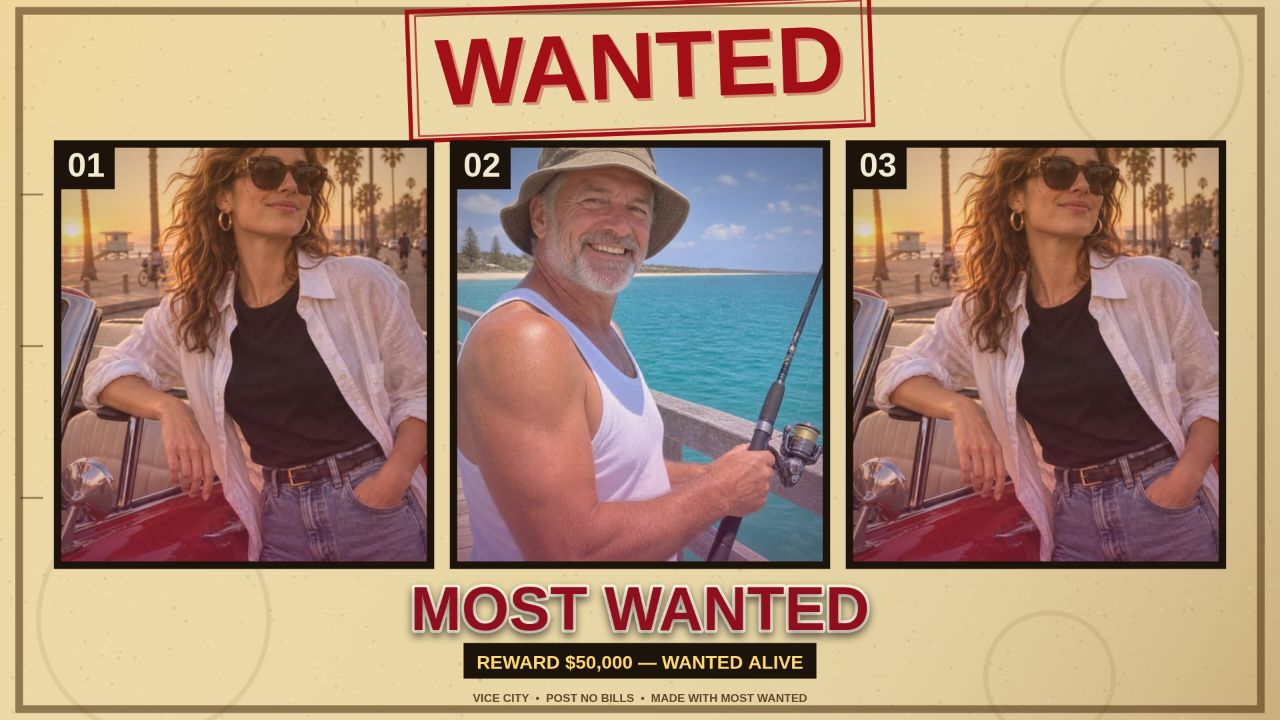 WANTED
01
02
03
MOST WANTED
REWARD $50,000 — WANTED ALIVE
VICE CITY • POST NO BILLS • MADE WITH MOST WANTED